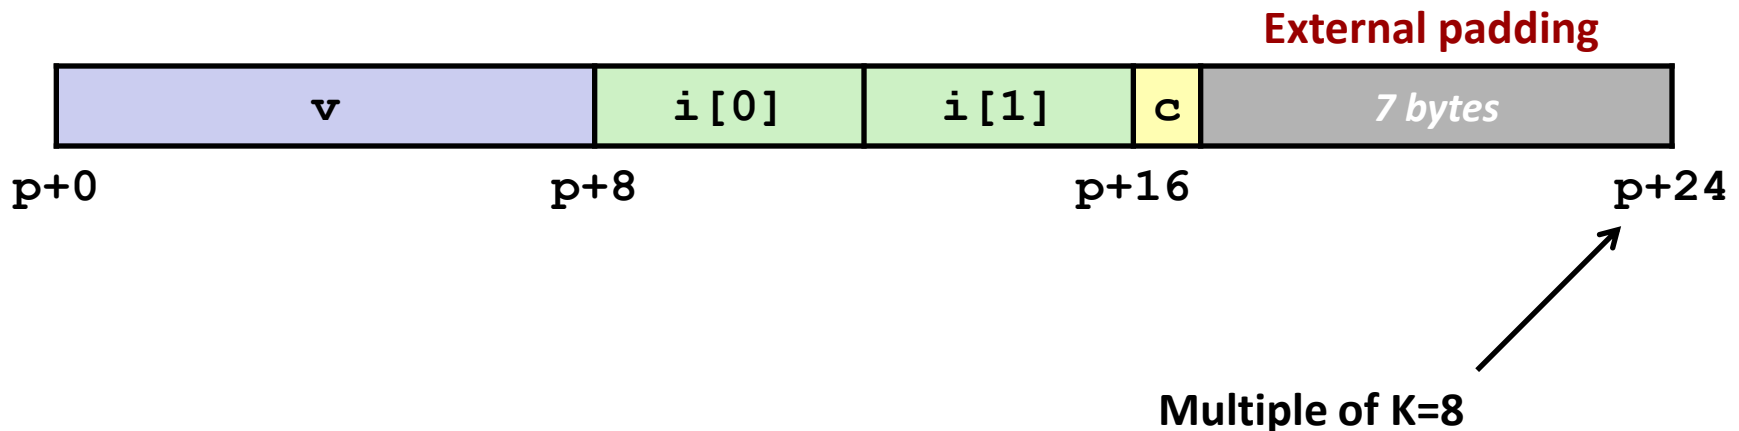 External padding
v i[0] i[1] c 7 bytes
p+0 p+8 p+16 p+24
Multiple of K=8